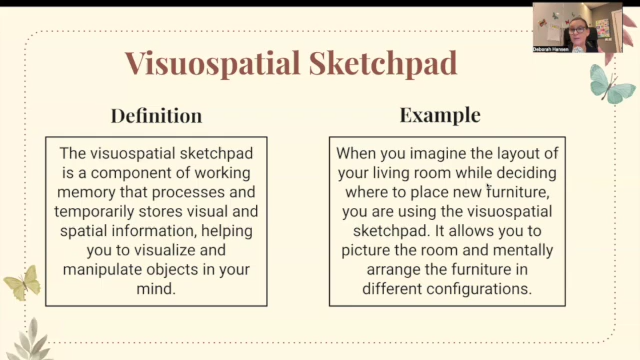 Deborah Hansen
Visuospatial Sketchpad
Definition
The visuospatial sketchpad
is a component of working
memory that processes and
temporarily stores visual and
spatial information, helping
you to visualize and
manipulate objects in your
mind.
Example
When you imagine the layout of
your living room while deciding
where to place new furniture,
you are using the visuospatial
sketchpad. It allows you to
picture the room and mentally
arrange the furniture in
different configurations.